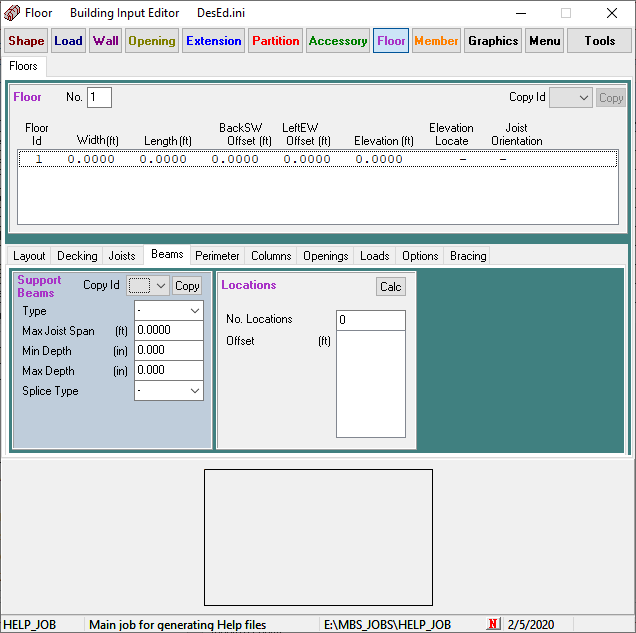 Floor Building Input Editor DesEd.ini
Shape Load Wall Opening Extension Partition Accessory Floor Member Graphics Menu Tools
Floors
Floor No. 1 Copy Id Copy
Floor Id Width(ft) Length(ft) BackSW Offset (ft) LeftEW Offset (ft) Elevation (ft) Elevation Locate Joist Orientation
1 0.0000 0.0000 0.0000 0.0000 0.0000 – –
Layout Decking Joists Beams Perimeter Columns Openings Loads Options Bracing
Support Beams Copy Id Copy
Type -
Max Joist Span (ft) 0.0000
Min Depth (in) 0.000
Max Depth (in) 0.000
Splice Type -
Locations Calc
No. Locations 0
Offset (ft)
HELP_JOB Main job for generating Help files E:\MBS_JOBS\HELP_JOB N 2/5/2020